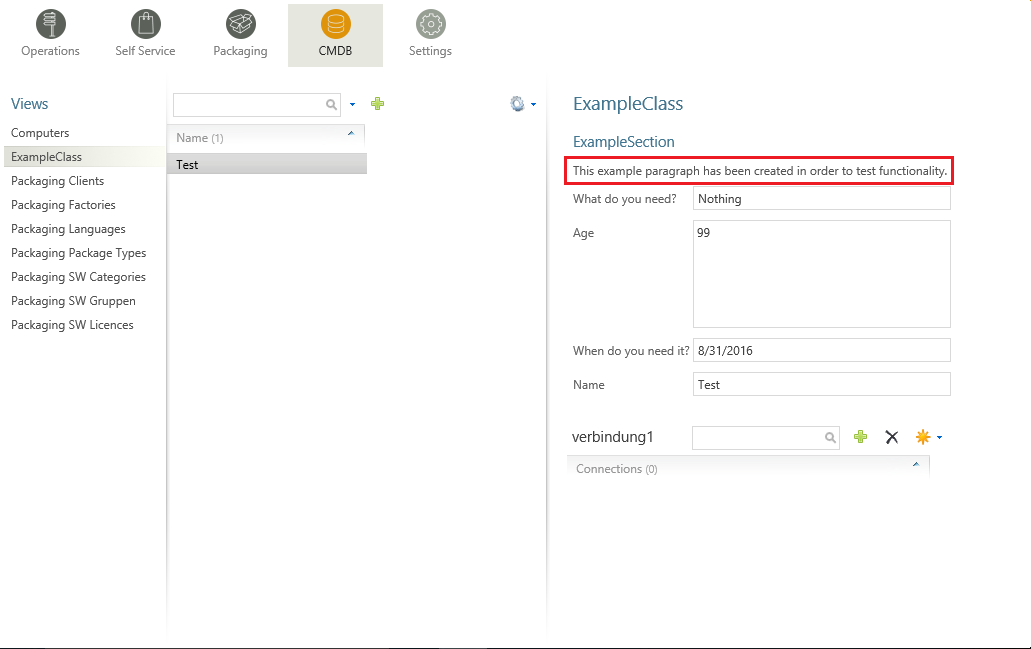 Operations
Self Service
Packaging
CMDB
Settings
Views
Computers
ExampleClass
Packaging Clients
Packaging Factories
Packaging Languages
Packaging Package Types
Packaging SW Categories
Packaging SW Gruppen
Packaging SW Licences
Name (1)
Test
ExampleClass
ExampleSection
This example paragraph has been created in order to test functionality.
What do you need? Nothing
Age 99
When do you need it? 8/31/2016
Name Test
verbindung1
Connections (0)